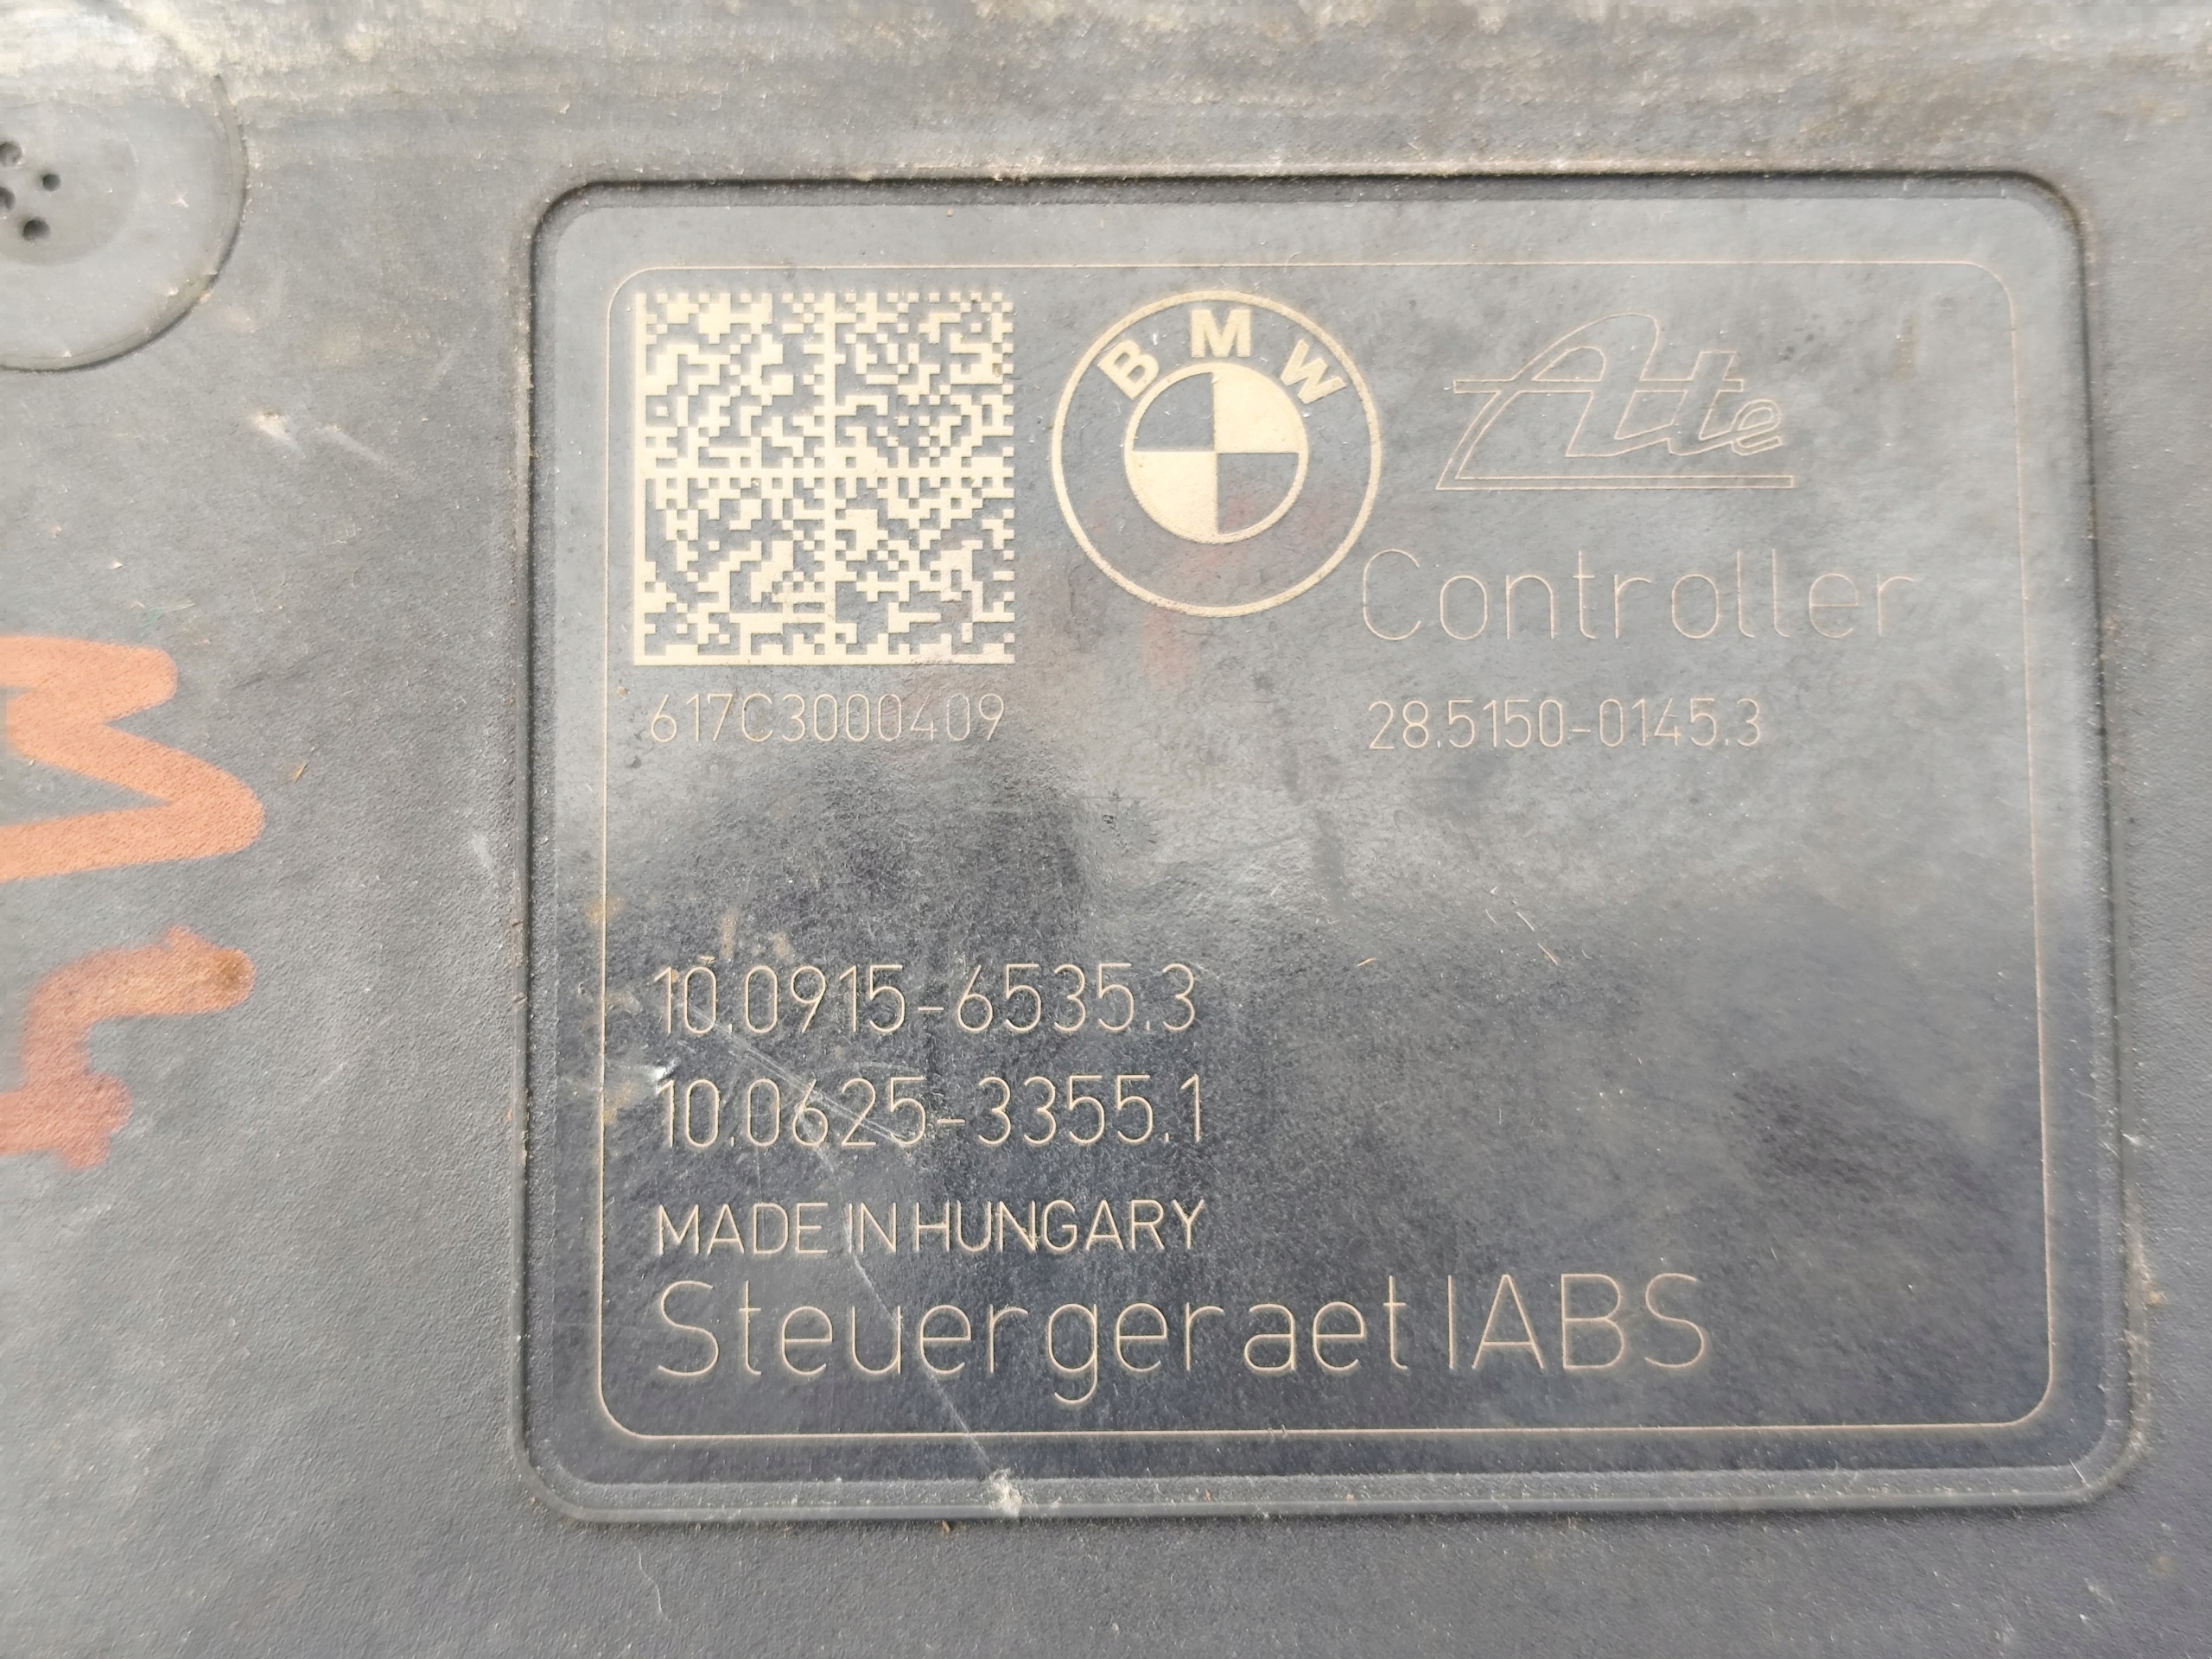 BMW
Ate
Controller
617C3000409
28.5150-0145.3
10.0915-6535.3
10.0625-3355.1
MADE IN HUNGARY
Steuergeraet IABS